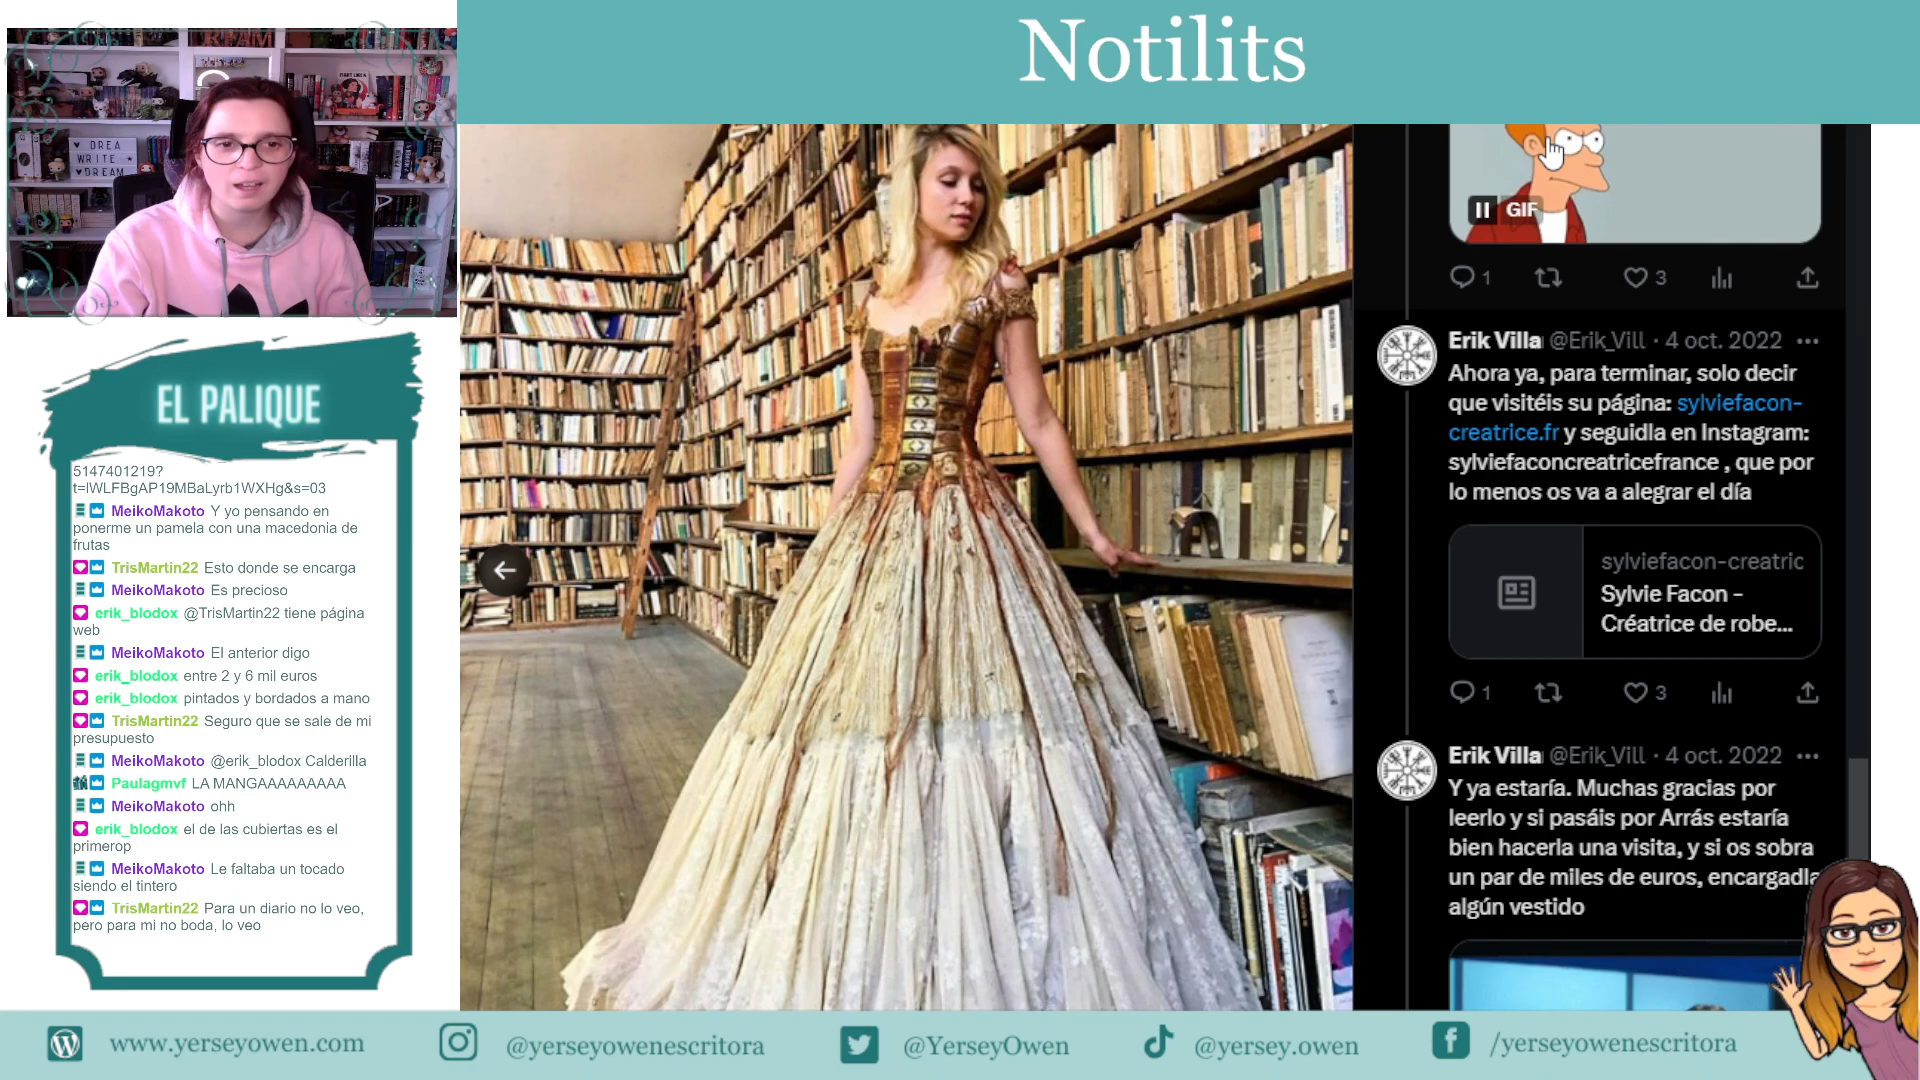 Notilits
DREA
WRITE
DREAM
EL PALIQUE
5147401219?
t=lWLFBgAP19MBaLyrb1WXHg&s=03
MeikoMakoto Y yo pensando en
ponerme un pamela con una macedonia de
frutas
TrisMartin22 Esto donde se encarga
MeikoMakoto Es precioso
erik_blodox @TrisMartin22 tiene página
web
MeikoMakoto El anterior digo
erik_blodox entre 2 y 6 mil euros
erik_blodox pintados y bordados a mano
TrisMartin22 Seguro que se sale de mi
presupuesto
MeikoMakoto @erik_blodox Calderilla
Paulagmvf LA MANGAAAAAAAAA
MeikoMakoto ohh
erik_blodox el de las cubiertas es el
primerop
MeikoMakoto Le faltaba un tocado
siendo el tintero
TrisMartin22 Para un diario no lo veo,
pero para mi no boda, lo veo
GIF
1 3
Erik Villa @Erik_Vill · 4 oct. 2022
Ahora ya, para terminar, solo decir
que visitéis su página: sylviefacon-
creatrice.fr y seguidla en Instagram:
sylviefaconcreatricefrance , que por
lo menos os va a alegrar el día
sylviefacon-creatric
Sylvie Facon –
Créatrice de robe...
1 3
Erik Villa @Erik_Vill · 4 oct. 2022
Y ya estaría. Muchas gracias por
leerlo y si pasáis por Arrás estaría
bien hacerla una visita, y si os sobra
un par de miles de euros, encargadla
algún vestido
www.yerseyowen.com
@yerseyowenescritora
@YerseyOwen
@yersey.owen
/yerseyowenescritora